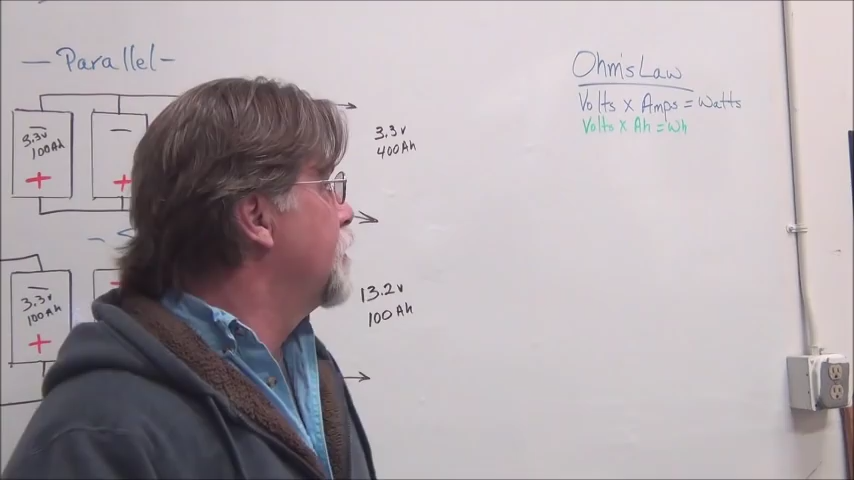 Parallel
3.3v
100Ah
3.3v
400Ah
3.3v
100Ah
13.2v
100Ah
Ohm's Law
Volts x Amps = Watts
Volts x Ah = Wh